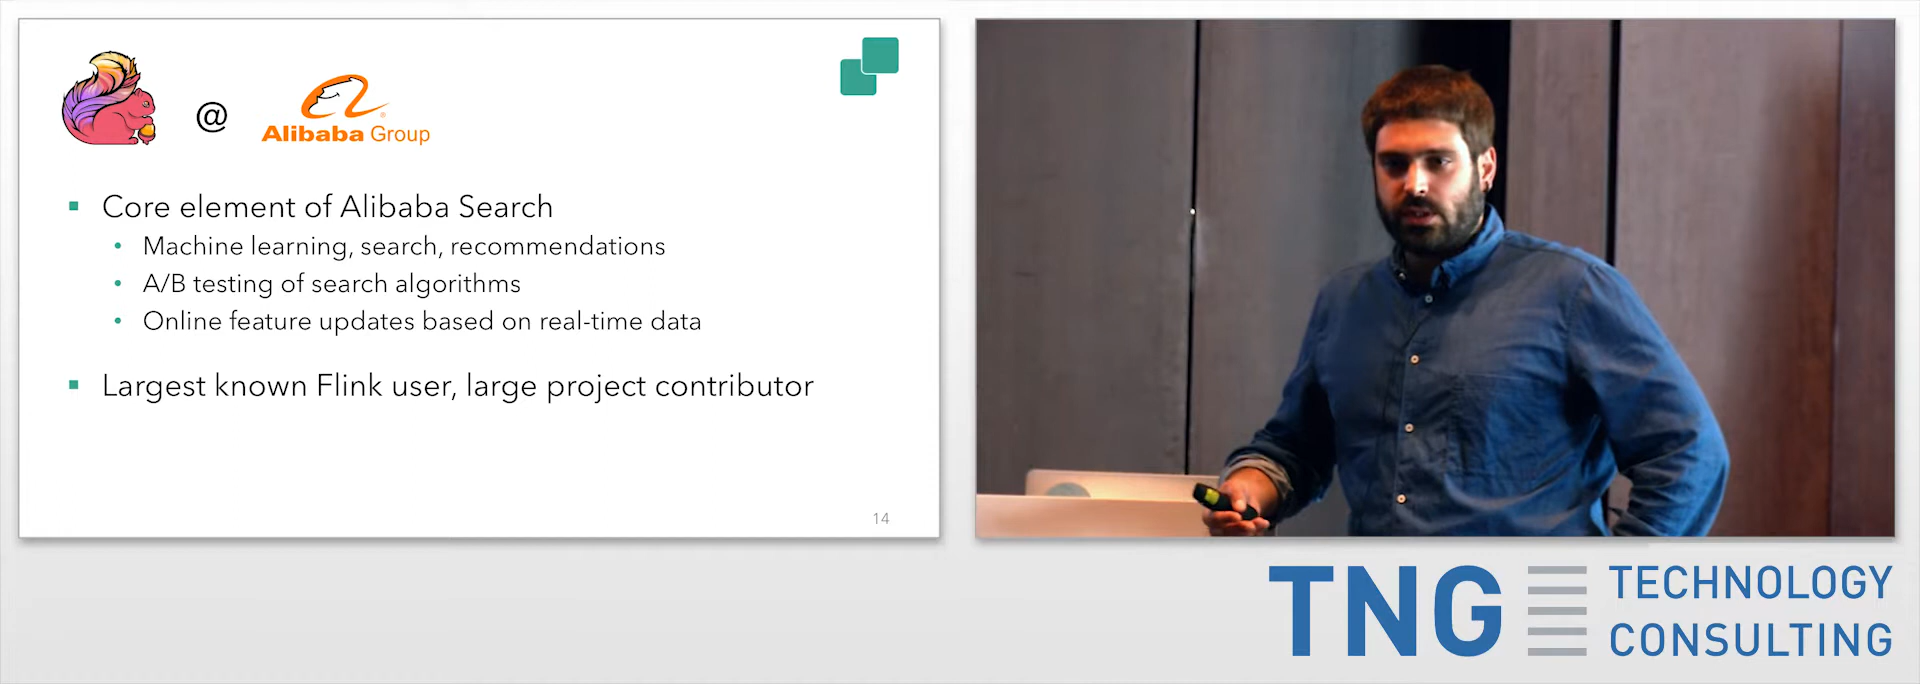 @
Alibaba Group
Core element of Alibaba Search
Machine learning, search, recommendations
A/B testing of search algorithms
Online feature updates based on real-time data
Largest known Flink user, large project contributor
14
TNG TECHNOLOGY
CONSULTING